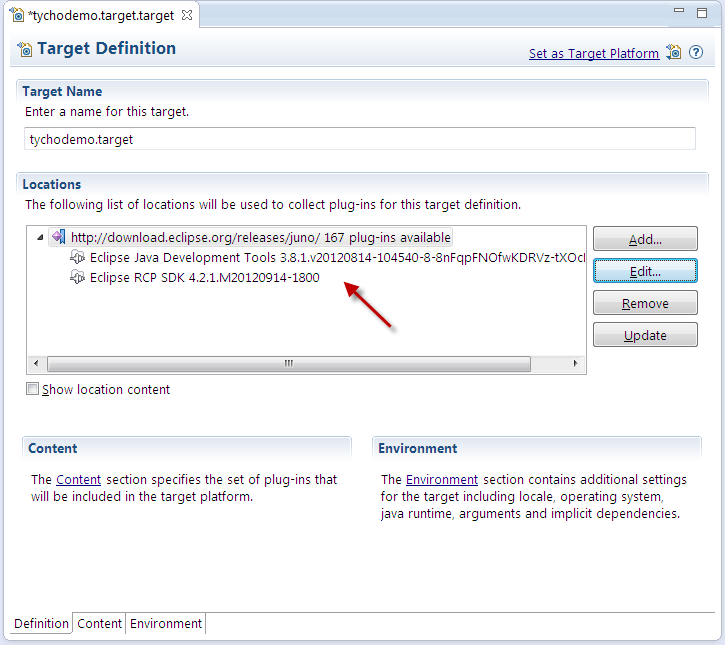 *tychodemo.target.target
Target Definition
Set as Target Platform
Target Name
Enter a name for this target.
tychodemo.target
Locations
The following list of locations will be used to collect plug-ins for this target definition.
http://download.eclipse.org/releases/juno/ 167 plug-ins available
Eclipse Java Development Tools 3.8.1.v20120814-104540-8-8nFqpFNOfwKDRVz-tXOcI
Eclipse RCP SDK 4.2.1.M20120914-1800
Add...
Edit...
Remove
Update
Show location content
Content
The Content section specifies the set of plug-ins that
will be included in the target platform.
Environment
The Environment section contains additional settings
for the target including locale, operating system,
java runtime, arguments and implicit dependencies.
Definition Content Environment